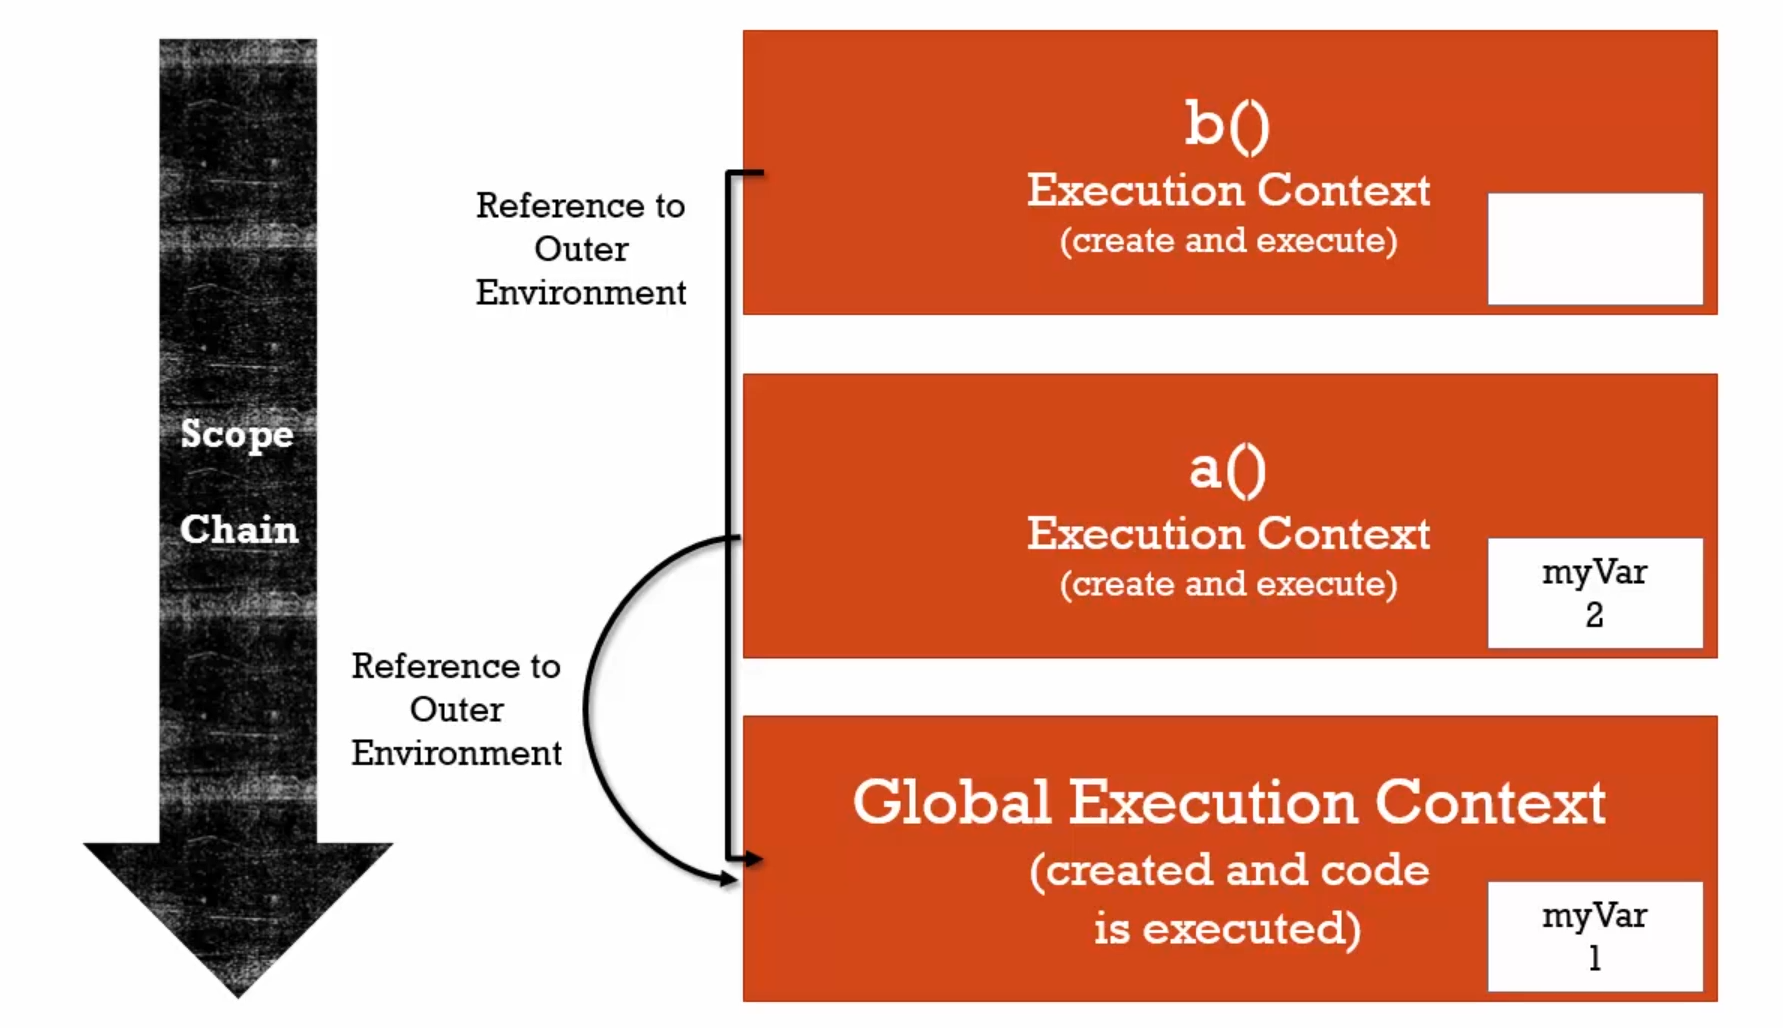 Scope
Chain
Reference to
Outer
Environment
Reference to
Outer
Environment
b()
Execution Context
(create and execute)
a()
Execution Context
(create and execute)
myVar
2
Global Execution Context
(created and code
is executed)
myVar
1